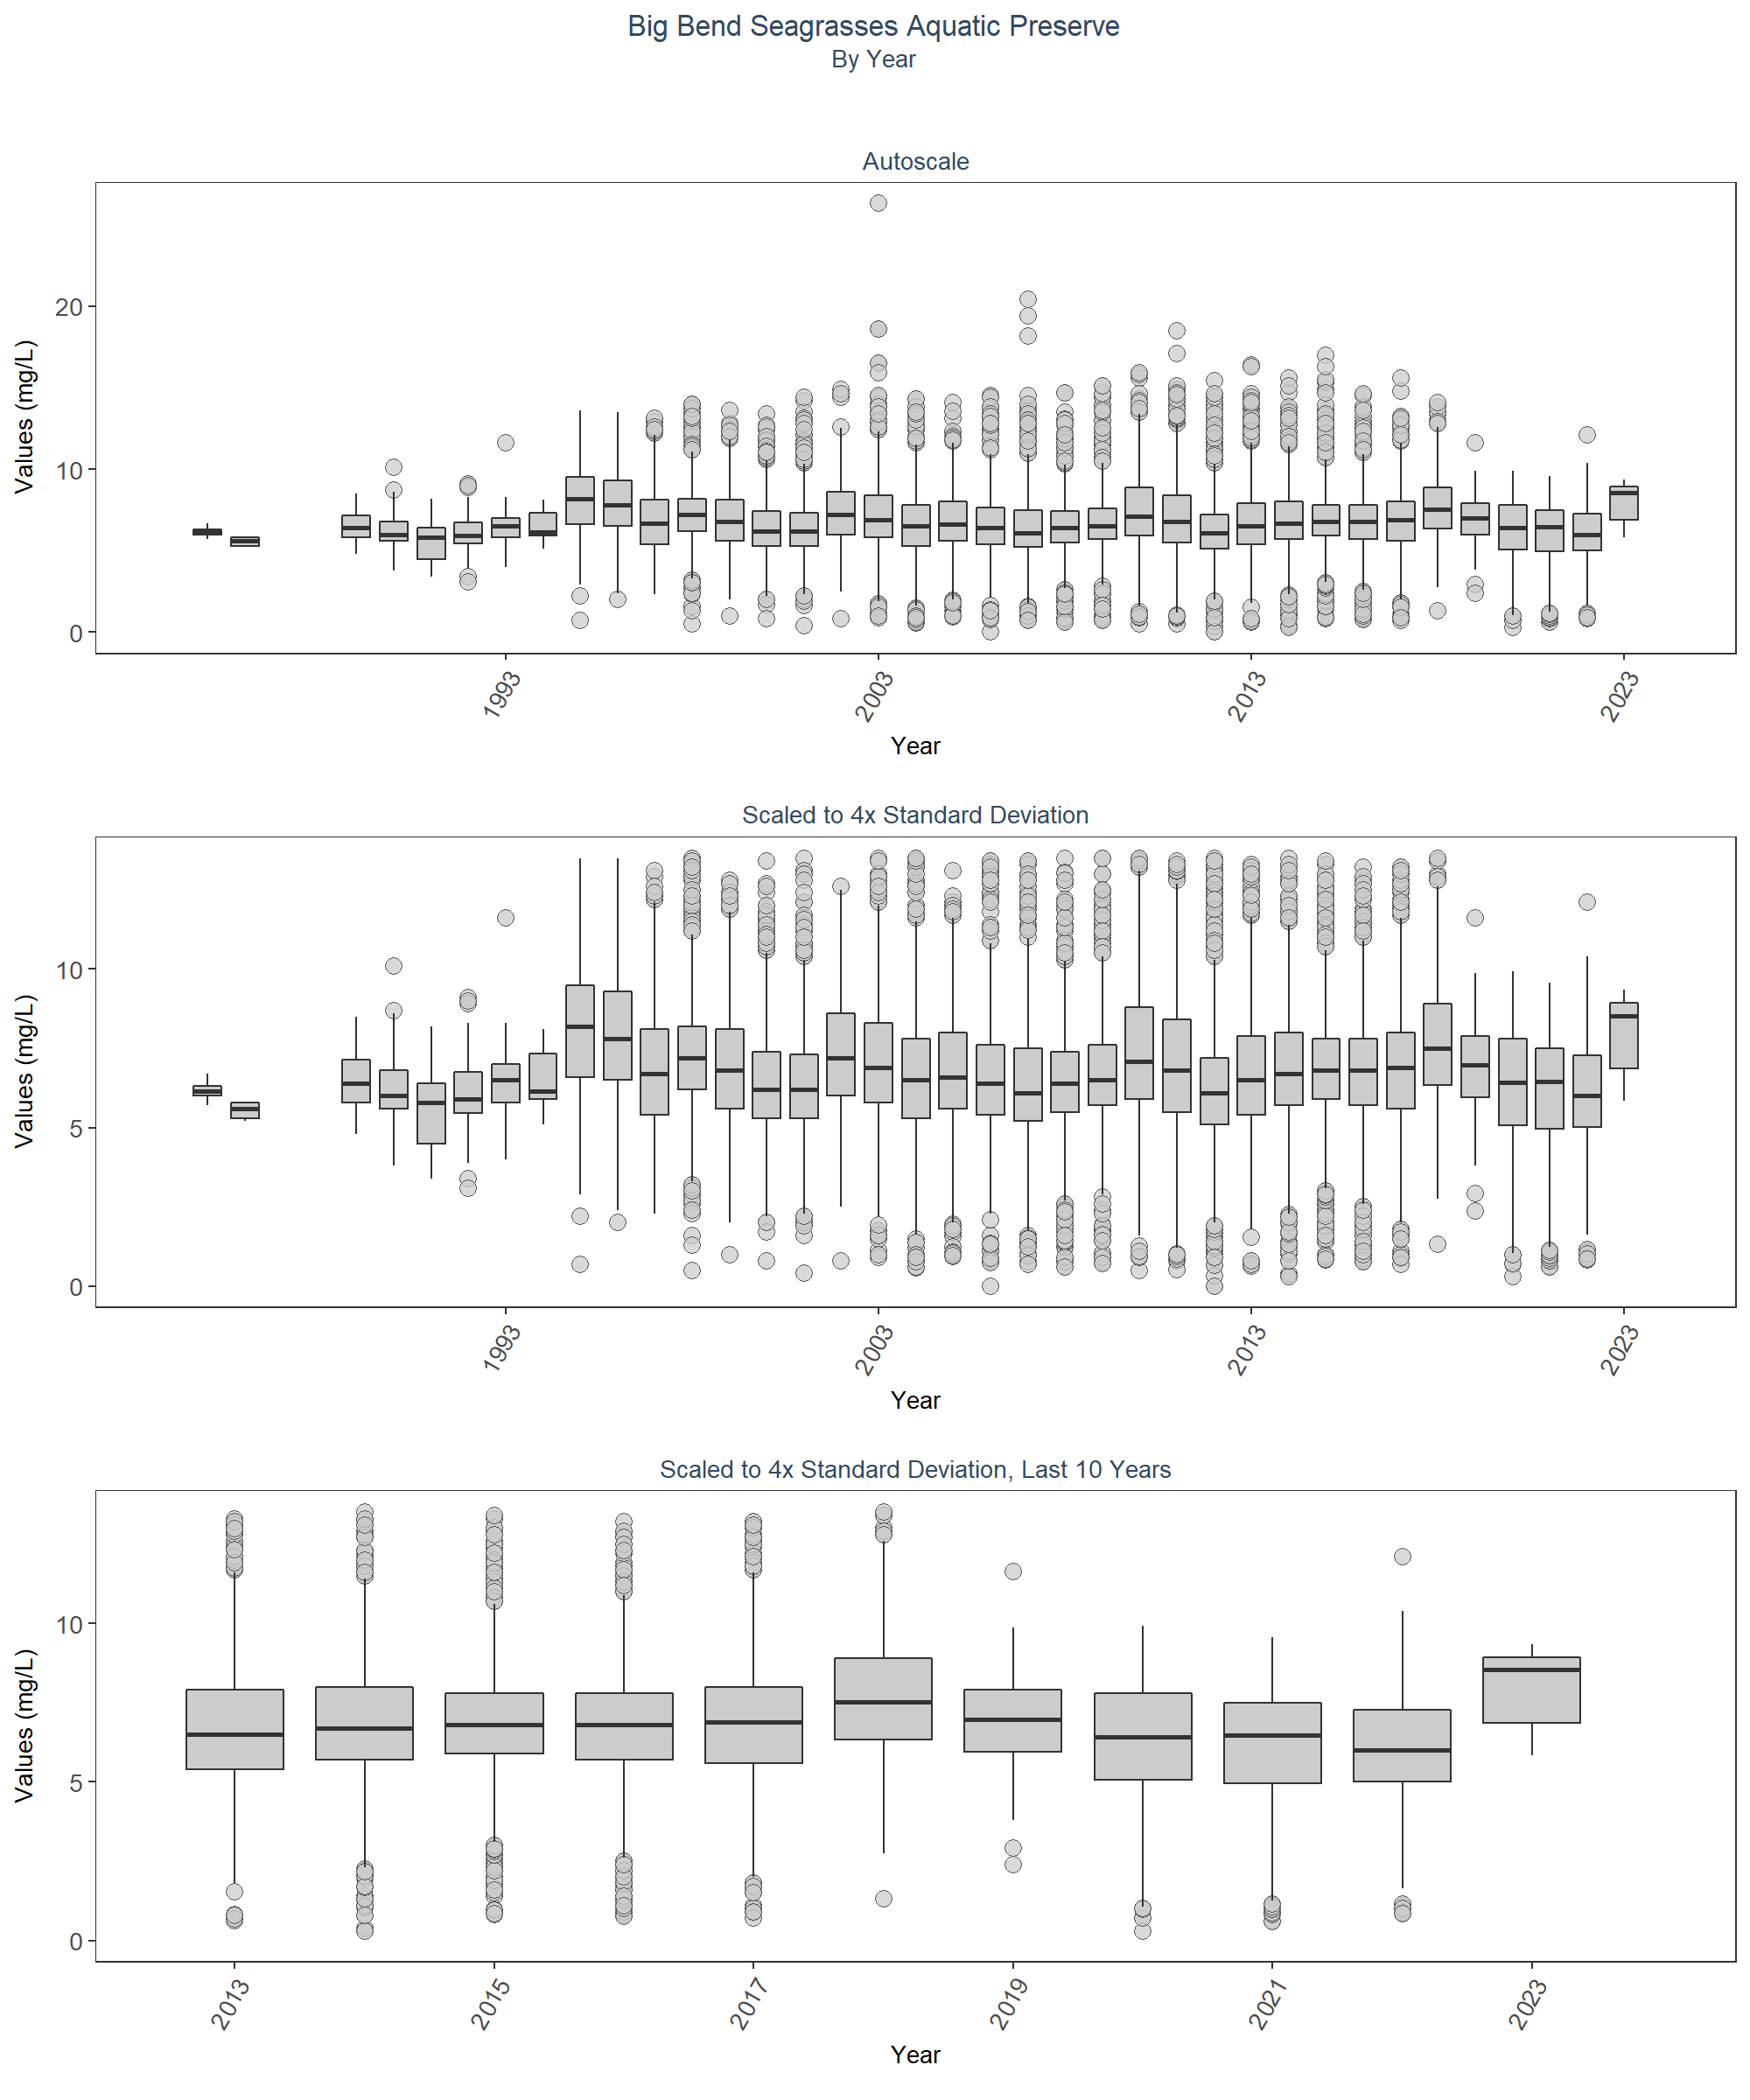 Big Bend Seagrasses Aquatic Preserve
By Year
Autoscale
Values (mg/L)
20
10
0
1993
2003
2013
2023
Year
Scaled to 4x Standard Deviation
Values (mg/L)
10
5
0
1993
2003
2013
2023
Year
Scaled to 4x Standard Deviation, Last 10 Years
Values (mg/L)
10
5
0
2013
2015
2017
2019
2021
2023
Year